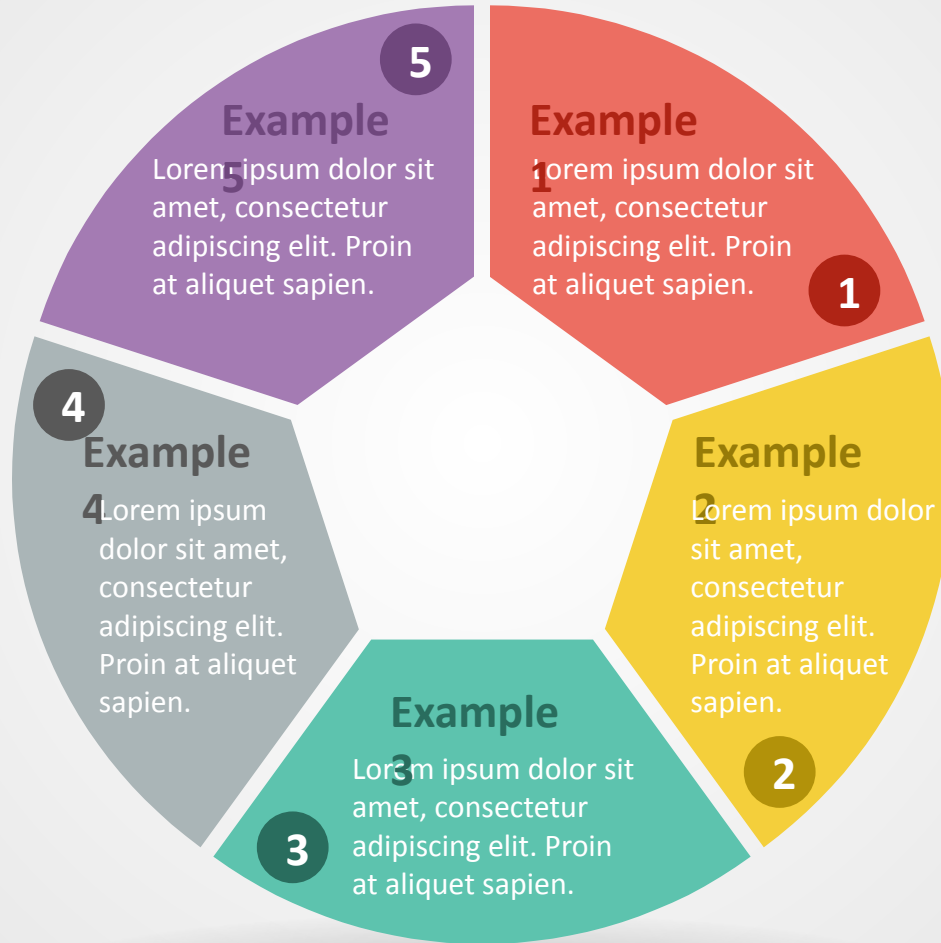 Example
1
Lorem ipsum dolor sit
amet, consectetur
adipiscing elit. Proin
at aliquet sapien.
1
Example
2
Lorem ipsum dolor
sit amet,
consectetur
adipiscing elit.
Proin at aliquet
sapien.
2
Example
3
Lorem ipsum dolor sit
amet, consectetur
adipiscing elit. Proin
at aliquet sapien.
3
4
Example
4
Lorem ipsum
dolor sit amet,
consectetur
adipiscing elit.
Proin at aliquet
sapien.
5
Example
5
Lorem ipsum dolor sit
amet, consectetur
adipiscing elit. Proin
at aliquet sapien.